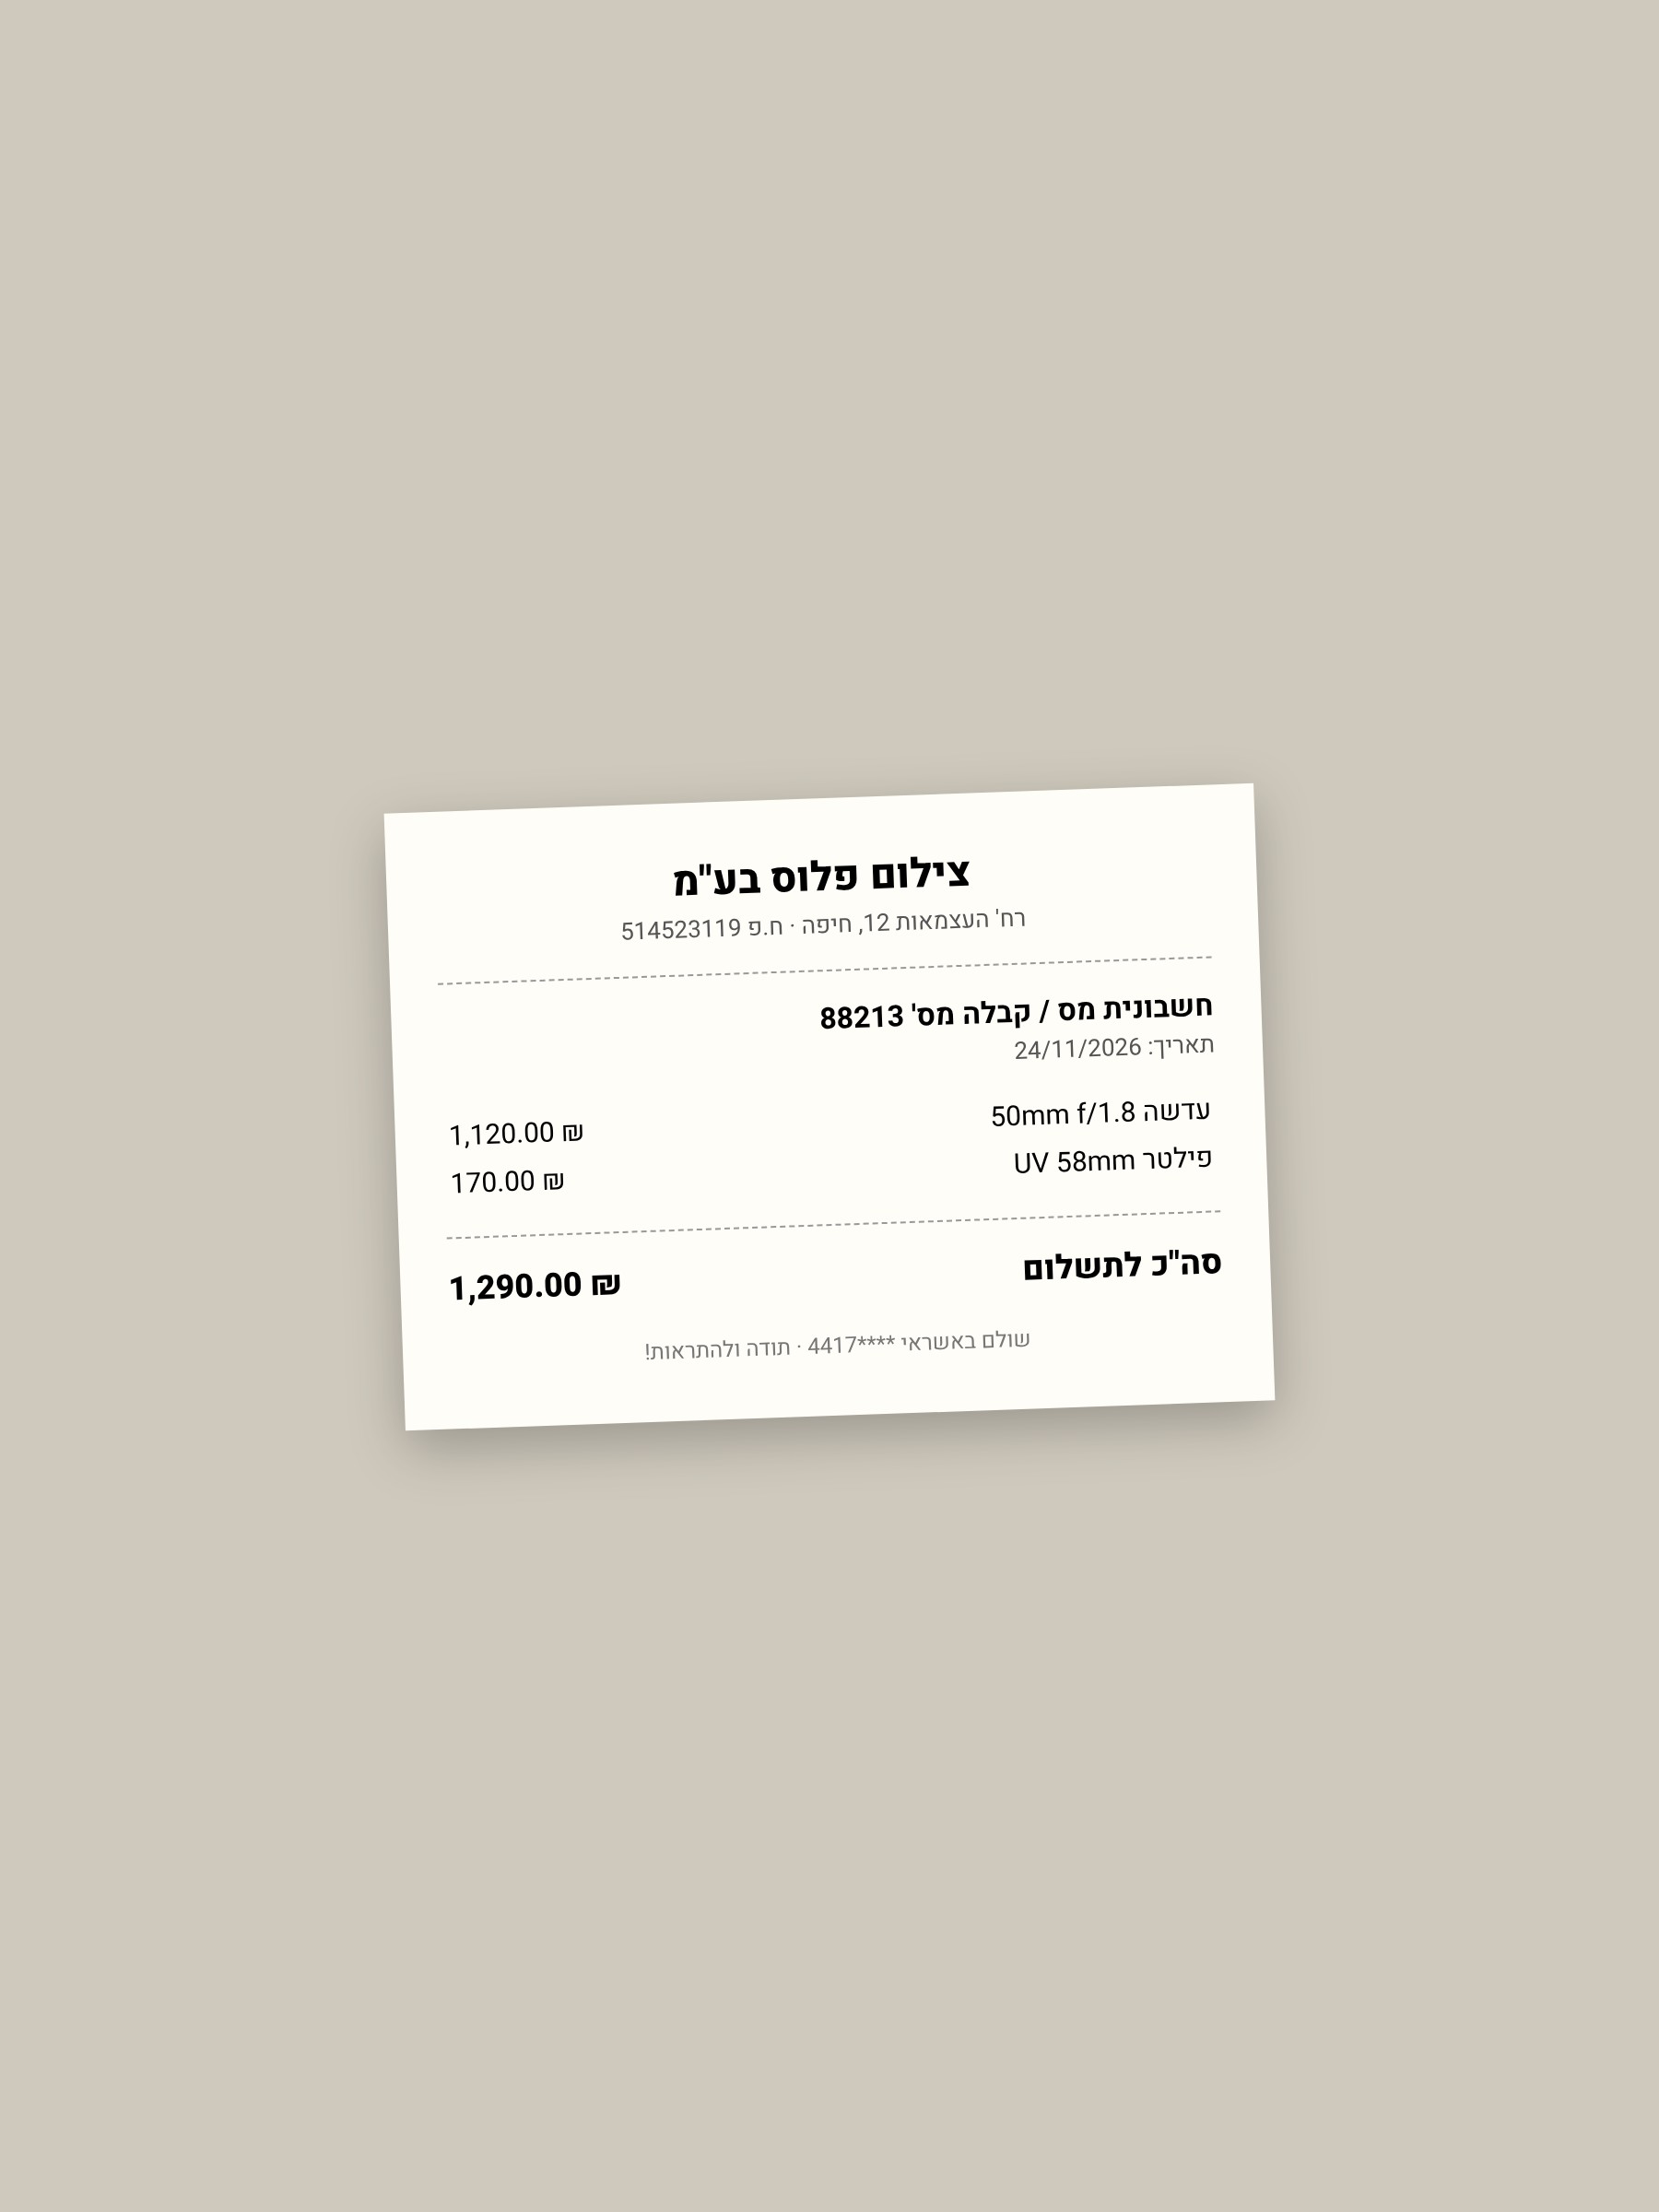 צילום פלוס בע"מ
רח' העצמאות 12, חיפה · ח.פ 514523119
חשבונית מס / קבלה מס' 88213
תאריך: 24/11/2026
עדשה 50mm f/1.8 ₪ 1,120.00
פילטר UV 58mm ₪ 170.00
סה"כ לתשלום ₪ 1,290.00
שולם באשראי ****4417 · תודה ולהתראות!